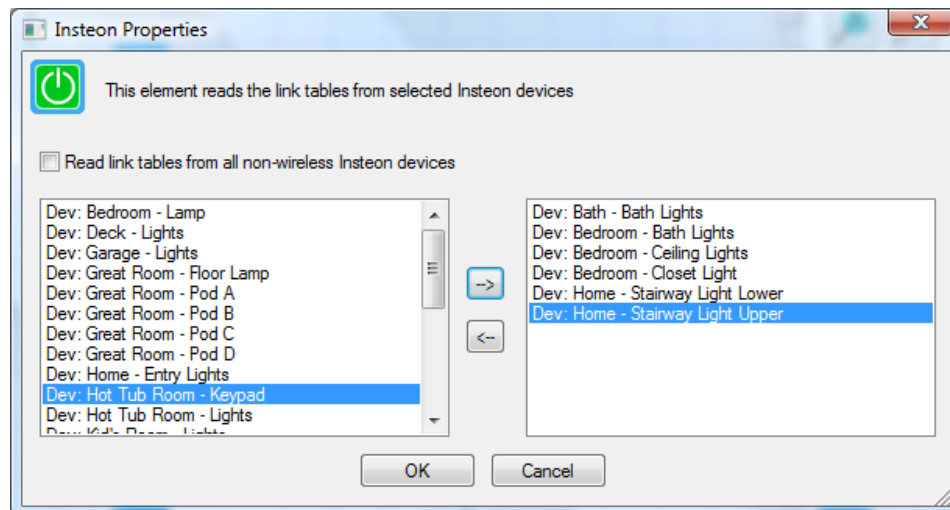 Insteon Properties
This element reads the link tables from selected Insteon devices
Read link tables from all non-wireless Insteon devices
Dev: Bedroom - Lamp
Dev: Deck - Lights
Dev: Garage - Lights
Dev: Great Room - Floor Lamp
Dev: Great Room - Pod A
Dev: Great Room - Pod B
Dev: Great Room - Pod C
Dev: Great Room - Pod D
Dev: Home - Entry Lights
Dev: Hot Tub Room - Keypad
Dev: Hot Tub Room - Lights
Dev: Kid's Room - Lights
-->
<--
Dev: Bath - Bath Lights
Dev: Bedroom - Bath Lights
Dev: Bedroom - Ceiling Lights
Dev: Bedroom - Closet Light
Dev: Home - Stairway Light Lower
Dev: Home - Stairway Light Upper
OK
Cancel